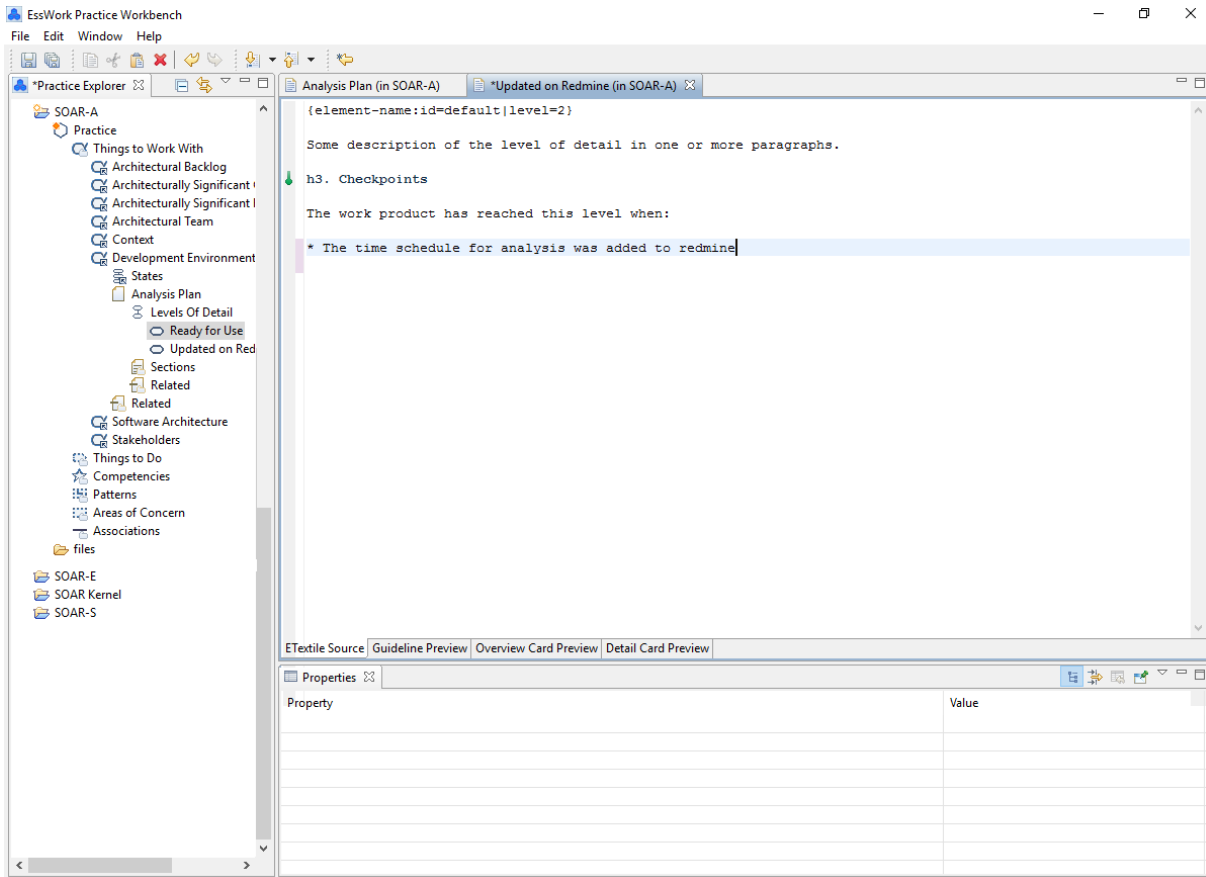 EssWork Practice Workbench
File Edit Window Help
*Practice Explorer
Analysis Plan (in SOAR-A)
*Updated on Redmine (in SOAR-A)
SOAR-A
Practice
Things to Work With
Architectural Backlog
Architecturally Significant
Architecturally Significant
Architectural Team
Context
Development Environment
States
Analysis Plan
Levels Of Detail
Ready for Use
Updated on Red
Sections
Related
Related
Software Architecture
Stakeholders
Things to Do
Competencies
Patterns
Areas of Concern
Associations
files
SOAR-E
SOAR Kernel
SOAR-S
{element-name:id=default|level=2}
Some description of the level of detail in one or more paragraphs.
h3. Checkpoints
The work product has reached this level when:
* The time schedule for analysis was added to redmine
ETextile Source Guideline Preview Overview Card Preview Detail Card Preview
Properties
Property Value